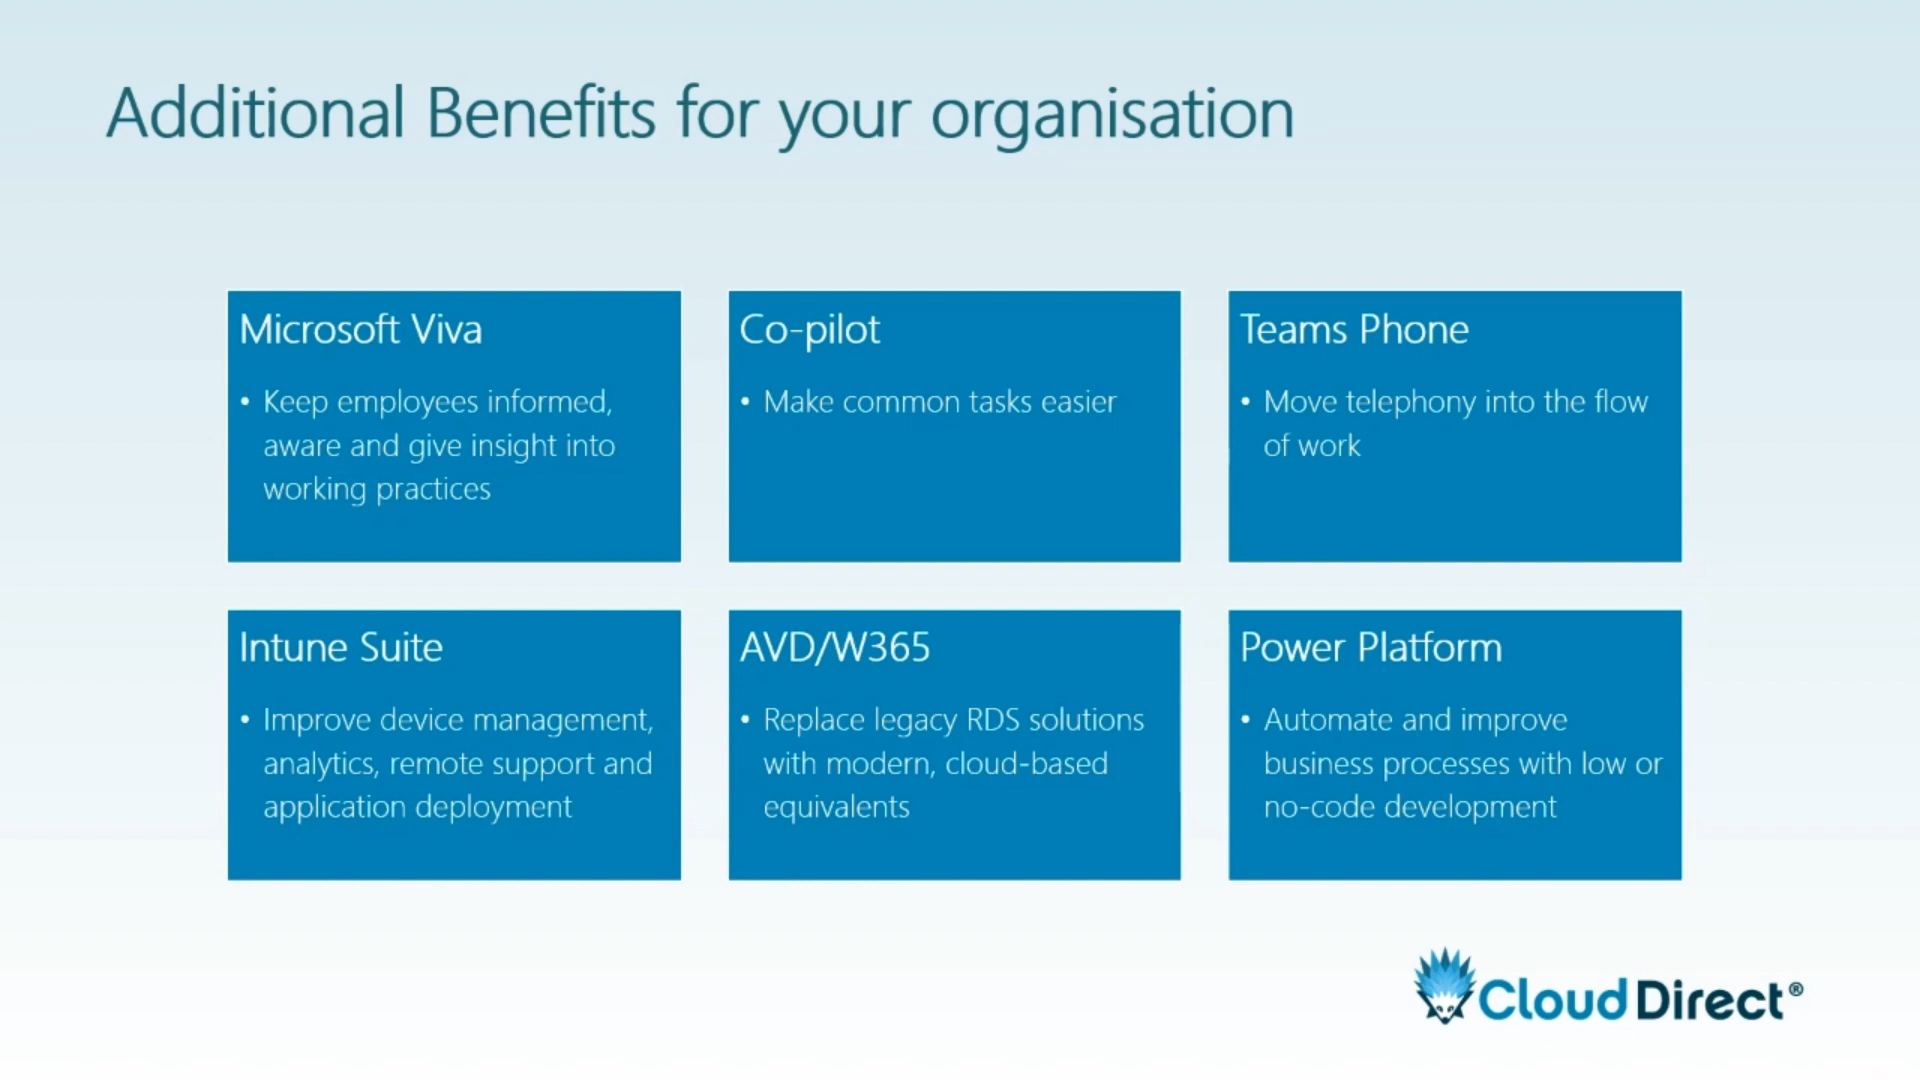 Additional Benefits for your organisation
Microsoft Viva
• Keep employees informed,
aware and give insight into
working practices
Co-pilot
• Make common tasks easier
Teams Phone
• Move telephony into the flow
of work
Intune Suite
• Improve device management,
analytics, remote support and
application deployment
AVD/W365
• Replace legacy RDS solutions
with modern, cloud-based
equivalents
Power Platform
• Automate and improve
business processes with low or
no-code development
Cloud Direct®